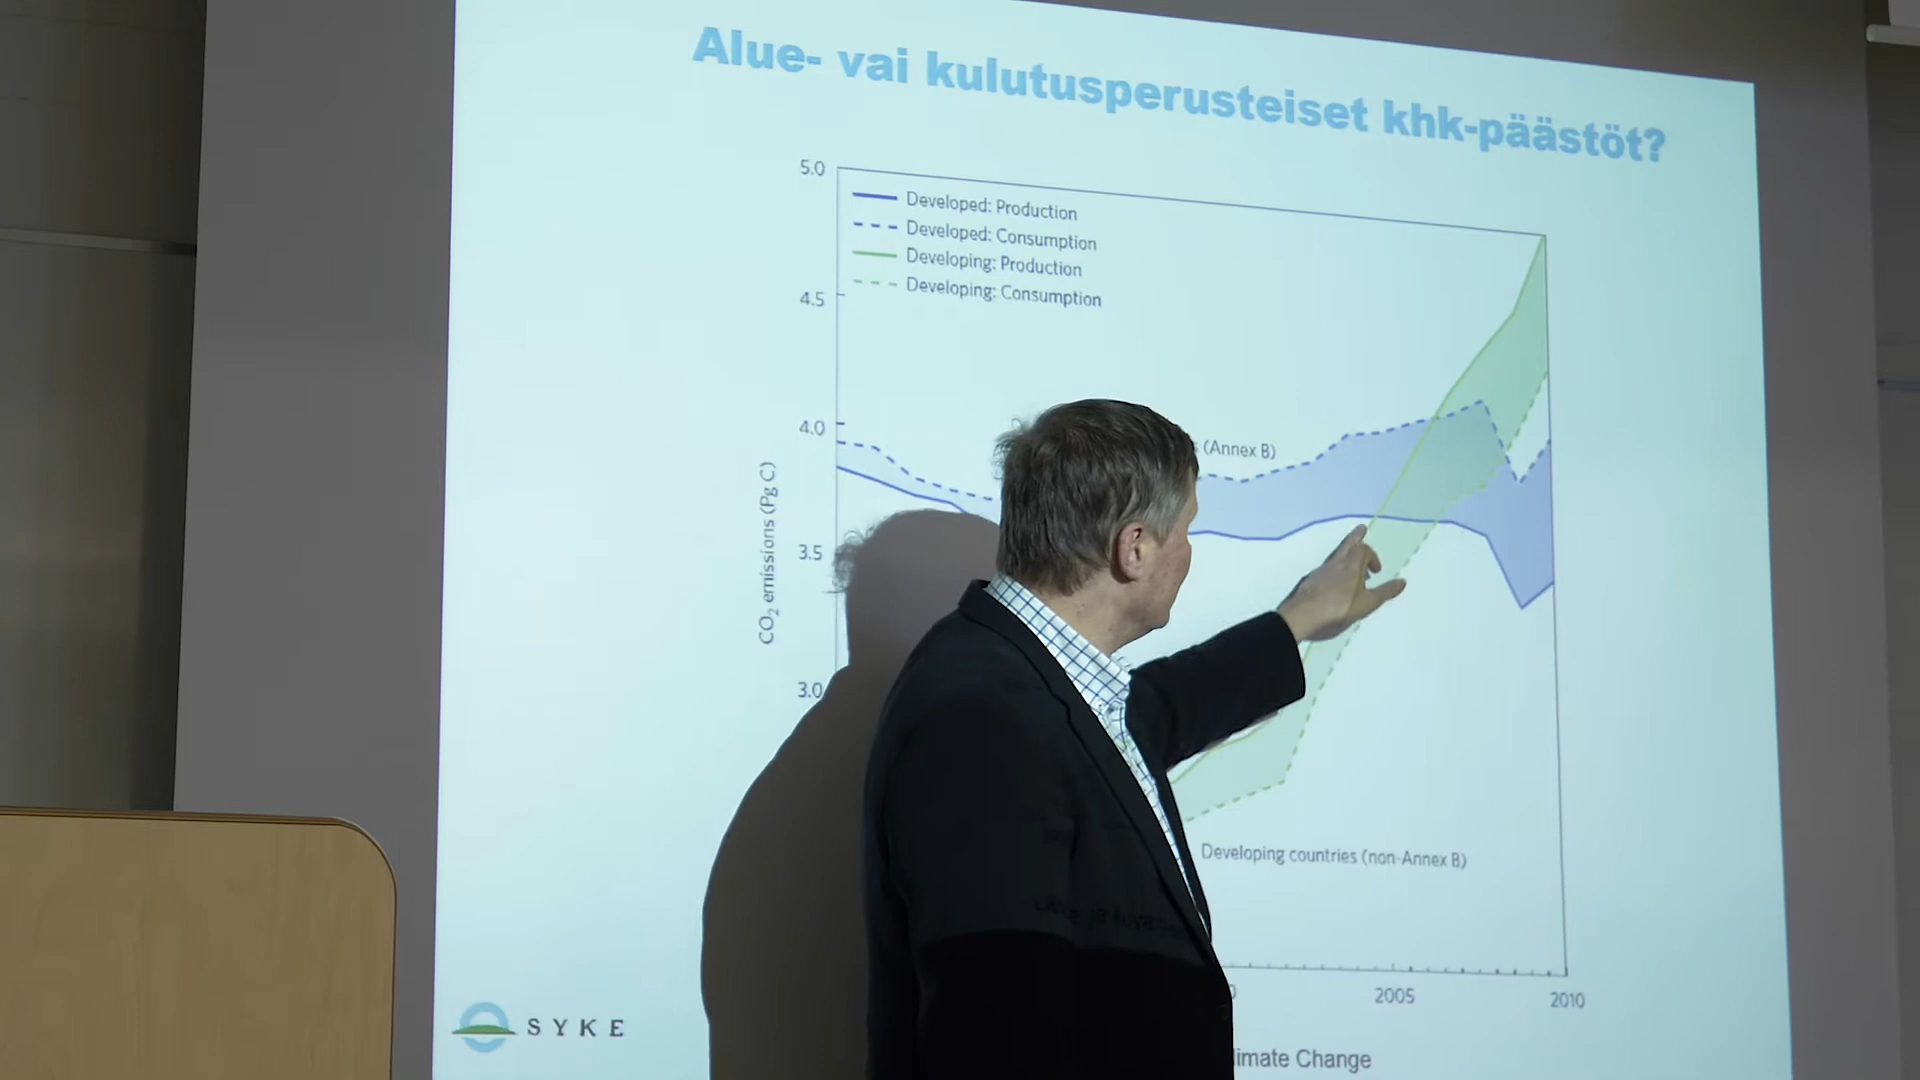 Alue- vai kulutusperusteiset khk-päästöt?
5.0
Developed: Production
Developed: Consumption
Developing: Production
Developing: Consumption
4.5
4.0
(Annex B)
3.5
CO₂ emissions (Pg C)
3.0
Developing countries (non-Annex B)
2005
2010
SYKE
Change